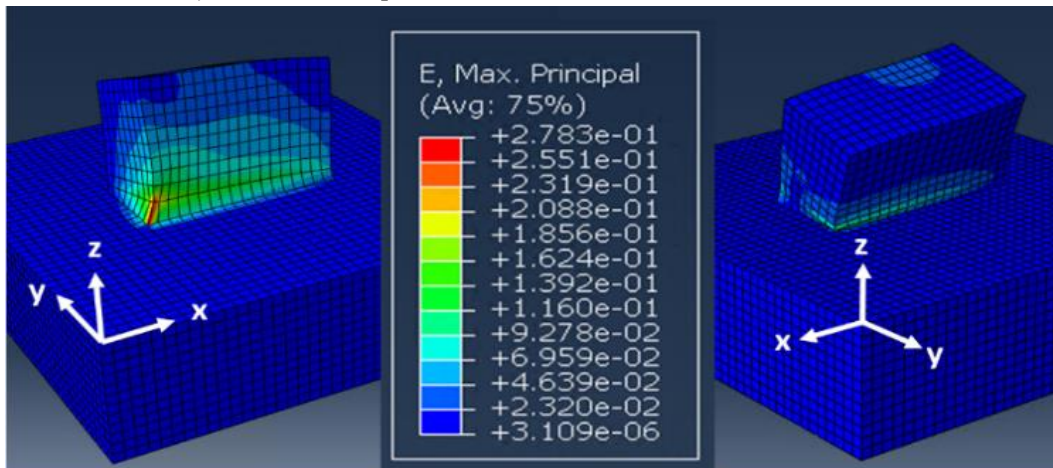 z
y
x
E, Max. Principal
(Avg: 75%)
+2.783e-01
+2.551e-01
+2.319e-01
+2.088e-01
+1.856e-01
+1.624e-01
+1.392e-01
+1.160e-01
+9.278e-02
+6.959e-02
+4.639e-02
+2.320e-02
+3.109e-06
z
x
y